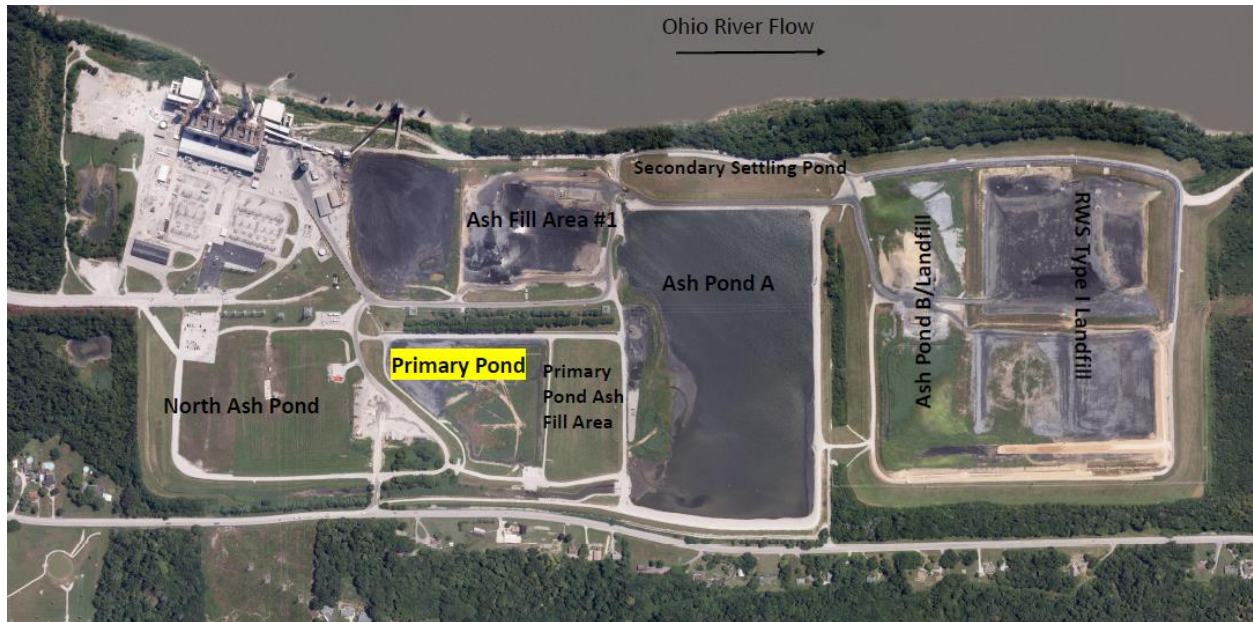 Ohio River Flow
Secondary Settling Pond
Ash Fill Area #1
Ash Pond A
Ash Pond B/Landfill
RWS Type I Landfill
Primary Pond
Primary
Pond Ash
Fill Area
North Ash Pond